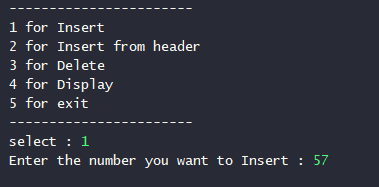 -----------------------
1 for Insert
2 for Insert from header
3 for Delete
4 for Display
5 for exit
-----------------------
select : 1
Enter the number you want to Insert : 57